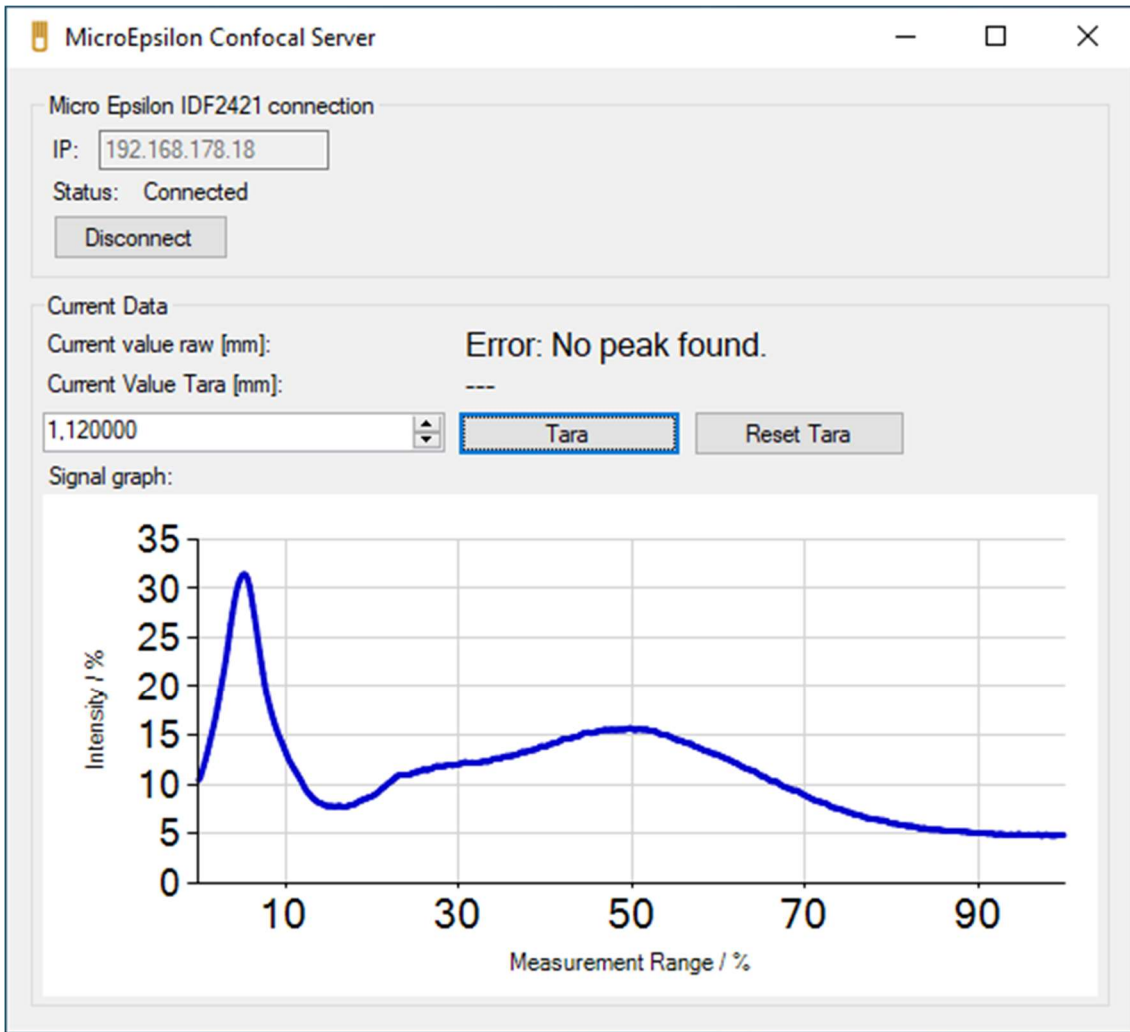 MicroEpsilon Confocal Server
Micro Epsilon IDF2421 connection
IP: 192.168.178.18
Status: Connected
Disconnect
Current Data
Current value raw [mm]: Error: No peak found.
Current Value Tara [mm]: ---
1,120000 Tara Reset Tara
Signal graph:
35
30
25
20
15
10
5
0
Intensity / %
10 30 50 70 90
Measurement Range / %